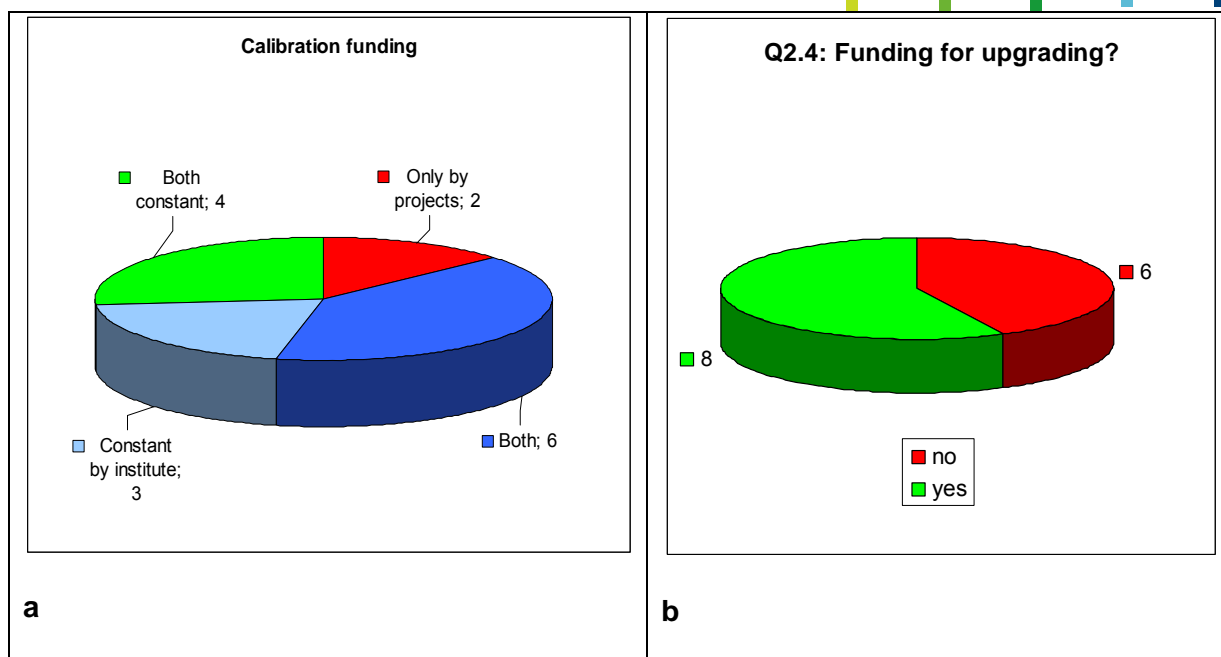 Calibration funding
Both
constant; 4
Only by
projects; 2
Constant
by institute;
3
Both; 6
a
Q2.4: Funding for upgrading?
6
8
no
yes
b